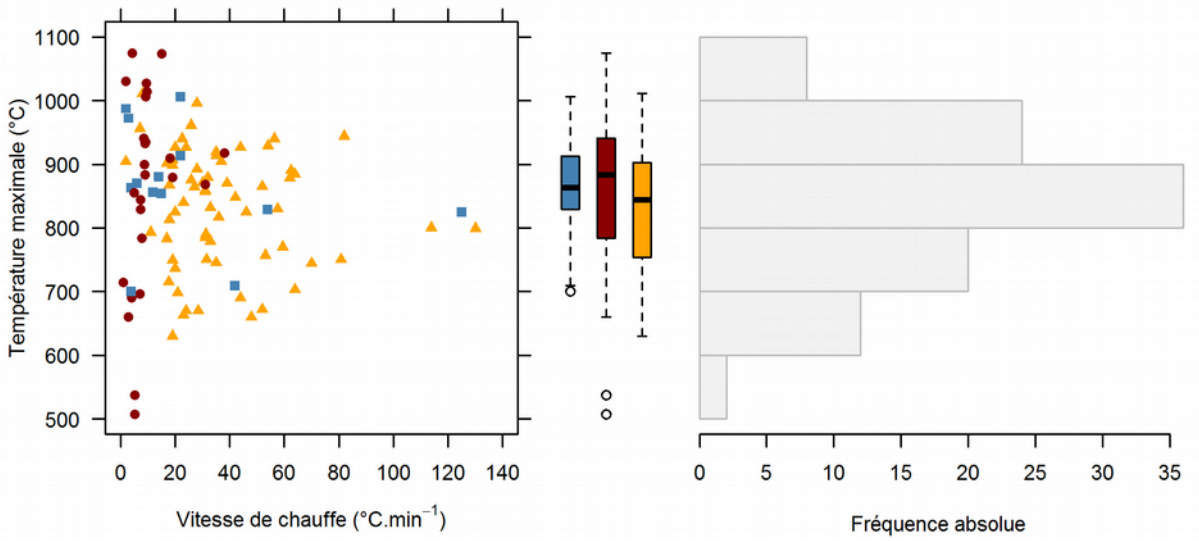 Température maximale (°C)
1100
1000
900
800
700
600
500
0 20 40 60 80 100 120 140
Vitesse de chauffe (°C.min⁻¹)
0 5 10 15 20 25 30 35
Fréquence absolue